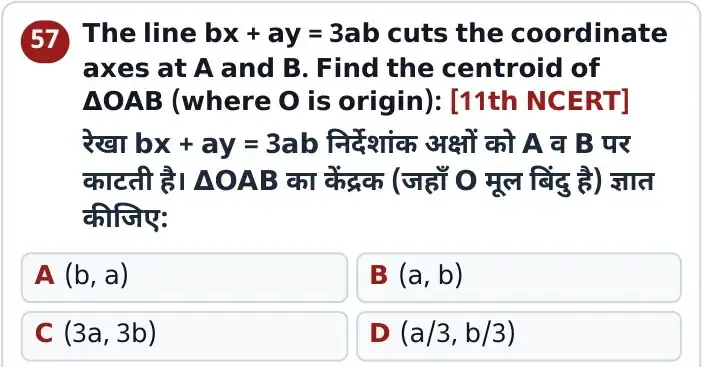 57 The line bx + ay = 3ab cuts the coordinate
axes at A and B. Find the centroid of
ΔOAB (where O is origin): [11th NCERT]
रेखा bx + ay = 3ab निर्देशांक अक्षों को A व B पर
काटती है। ΔOAB का केंद्रक (जहाँ O मूल बिंदु है) ज्ञात
कीजिए:
A (b, a)
B (a, b)
C (3a, 3b)
D (a/3, b/3)